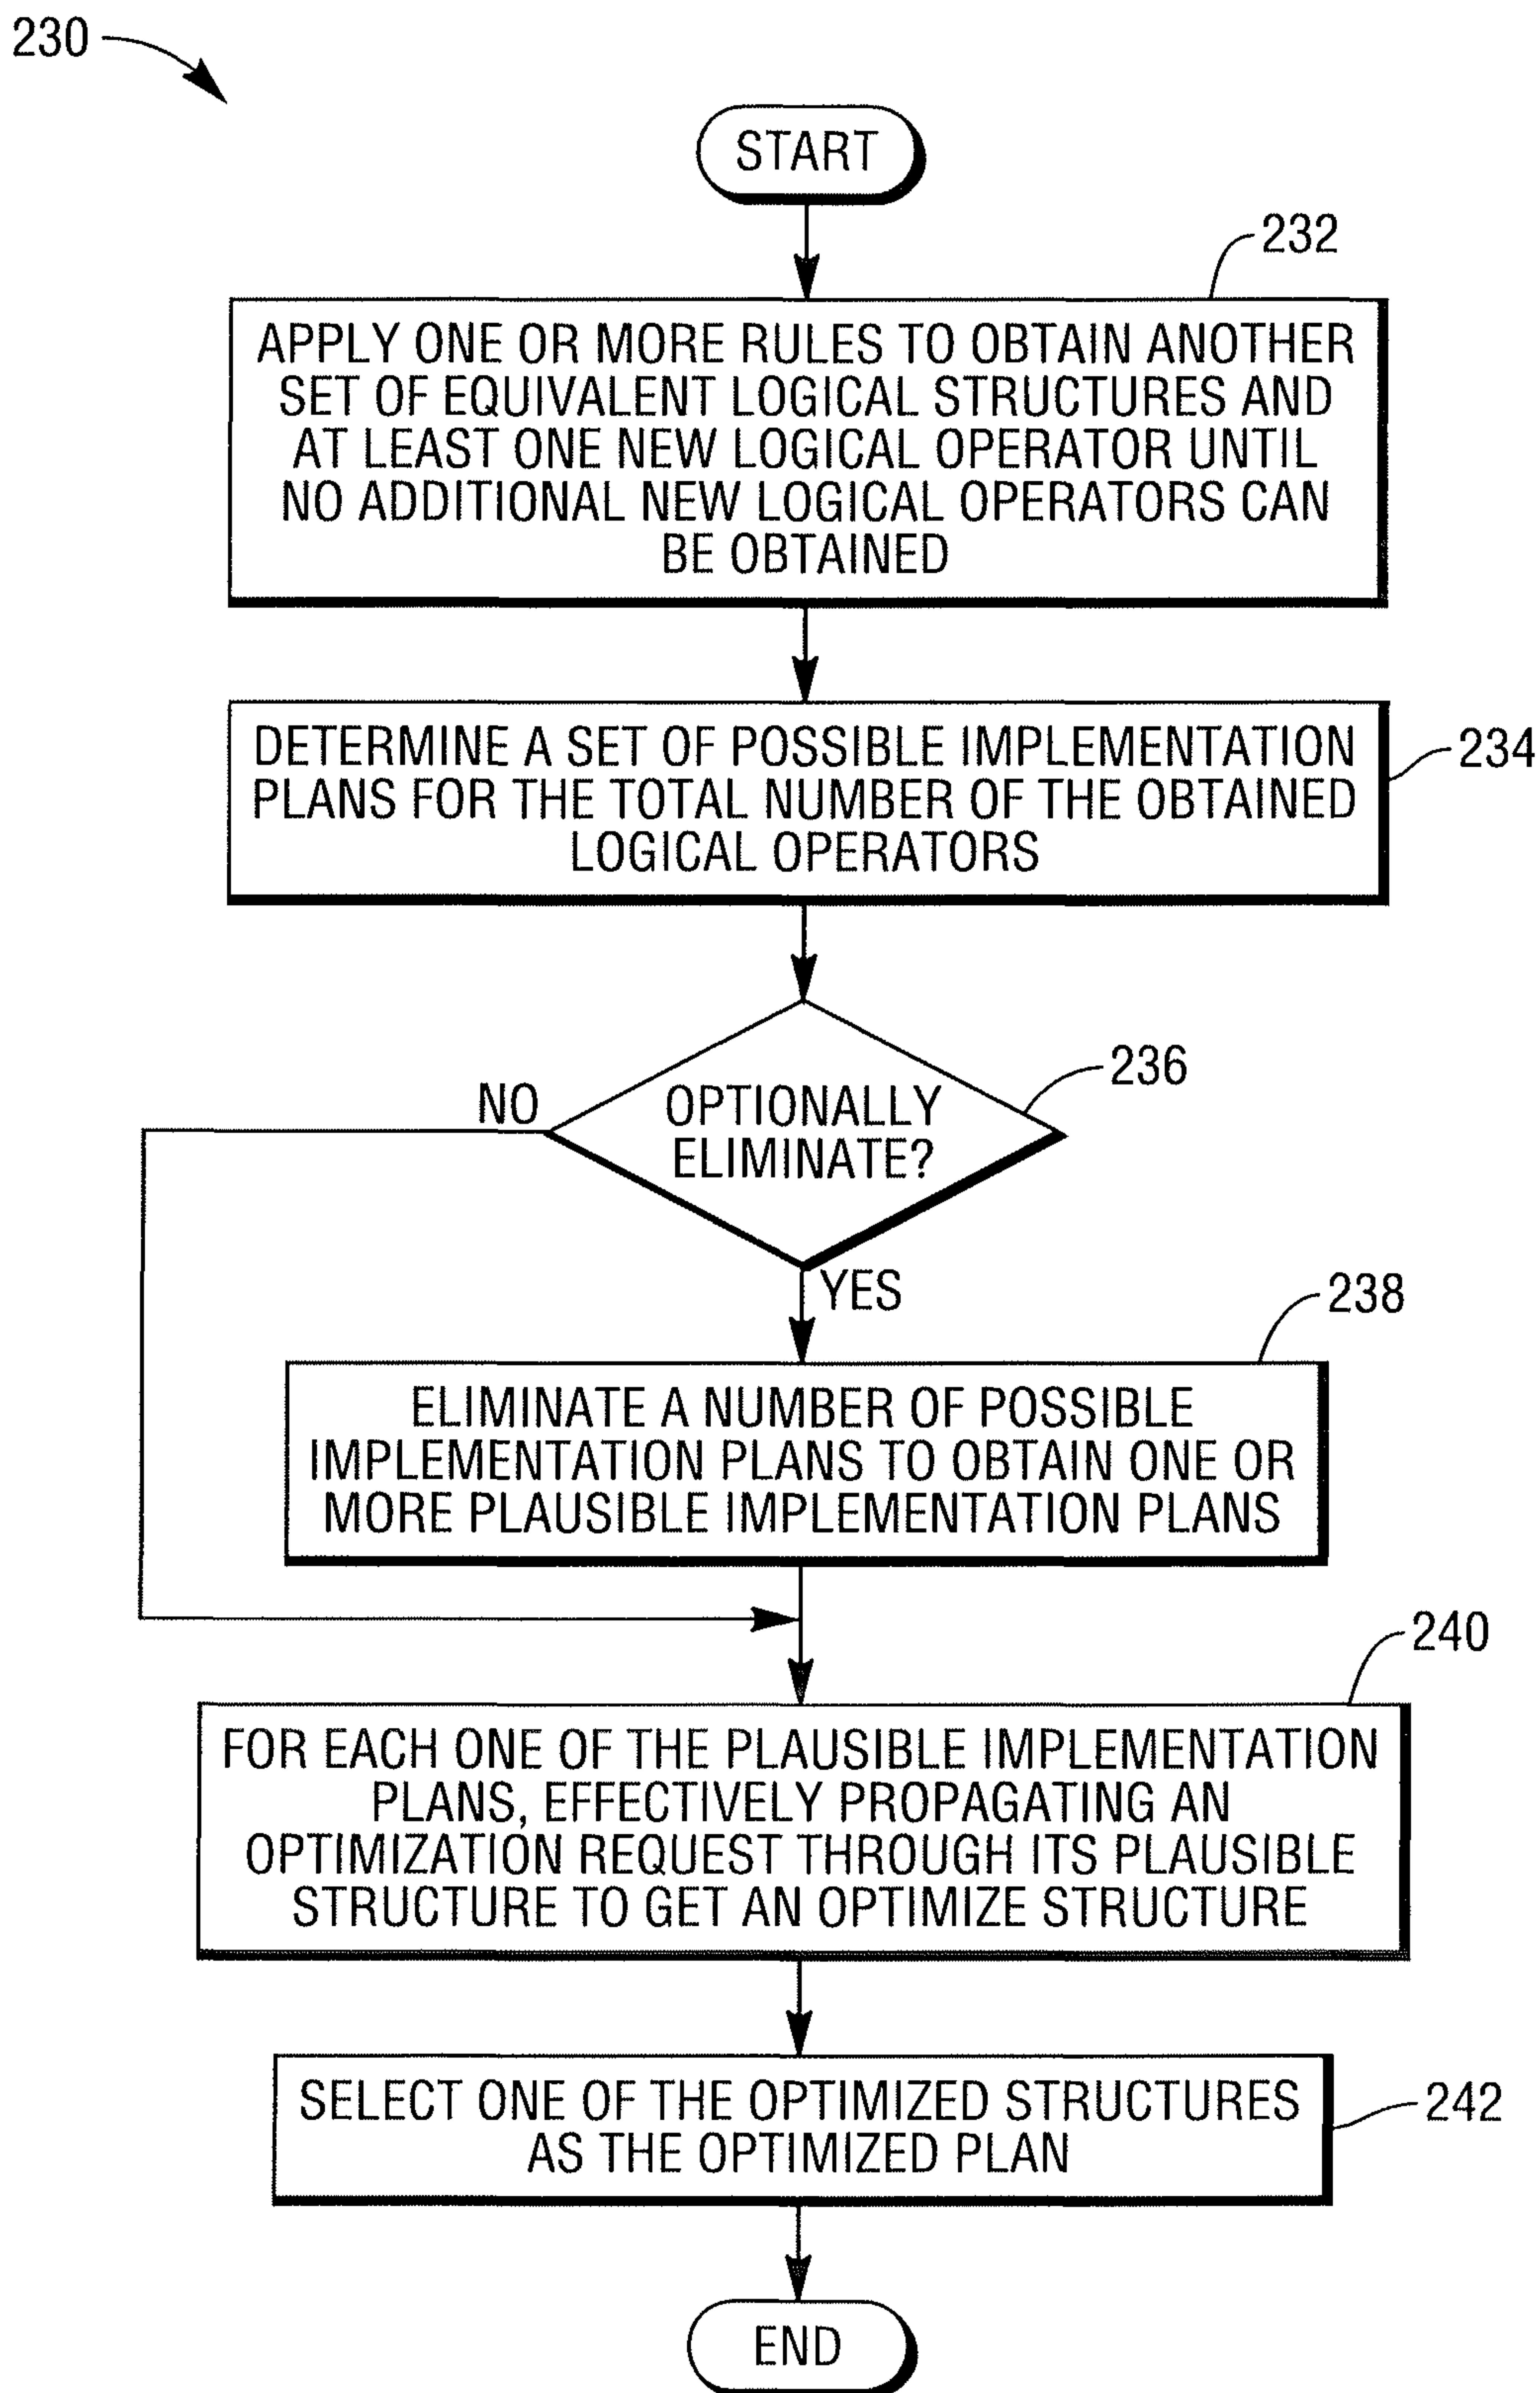 230
START
232
APPLY ONE OR MORE RULES TO OBTAIN ANOTHER
SET OF EQUIVALENT LOGICAL STRUCTURES AND
AT LEAST ONE NEW LOGICAL OPERATOR UNTIL
NO ADDITIONAL NEW LOGICAL OPERATORS CAN
BE OBTAINED
DETERMINE A SET OF POSSIBLE IMPLEMENTATION
PLANS FOR THE TOTAL NUMBER OF THE OBTAINED
LOGICAL OPERATORS
234
236
NO
OPTIONALLY
ELIMINATE?
YES
238
ELIMINATE A NUMBER OF POSSIBLE
IMPLEMENTATION PLANS TO OBTAIN ONE OR
MORE PLAUSIBLE IMPLEMENTATION PLANS
240
FOR EACH ONE OF THE PLAUSIBLE IMPLEMENTATION
PLANS, EFFECTIVELY PROPAGATING AN
OPTIMIZATION REQUEST THROUGH ITS PLAUSIBLE
STRUCTURE TO GET AN OPTIMIZE STRUCTURE
SELECT ONE OF THE OPTIMIZED STRUCTURES
AS THE OPTIMIZED PLAN
242
END